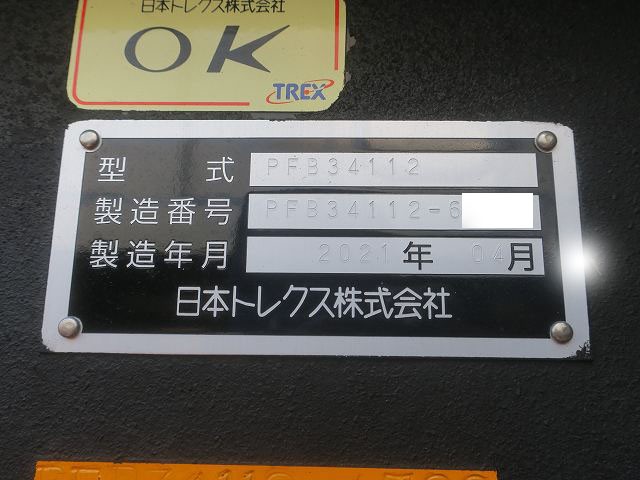 日本トレクス株式会社
OK
TREX
型 式 PFB34112
製造番号 PFB34112-6
製造年月 2021年 04月
日本トレクス株式会社